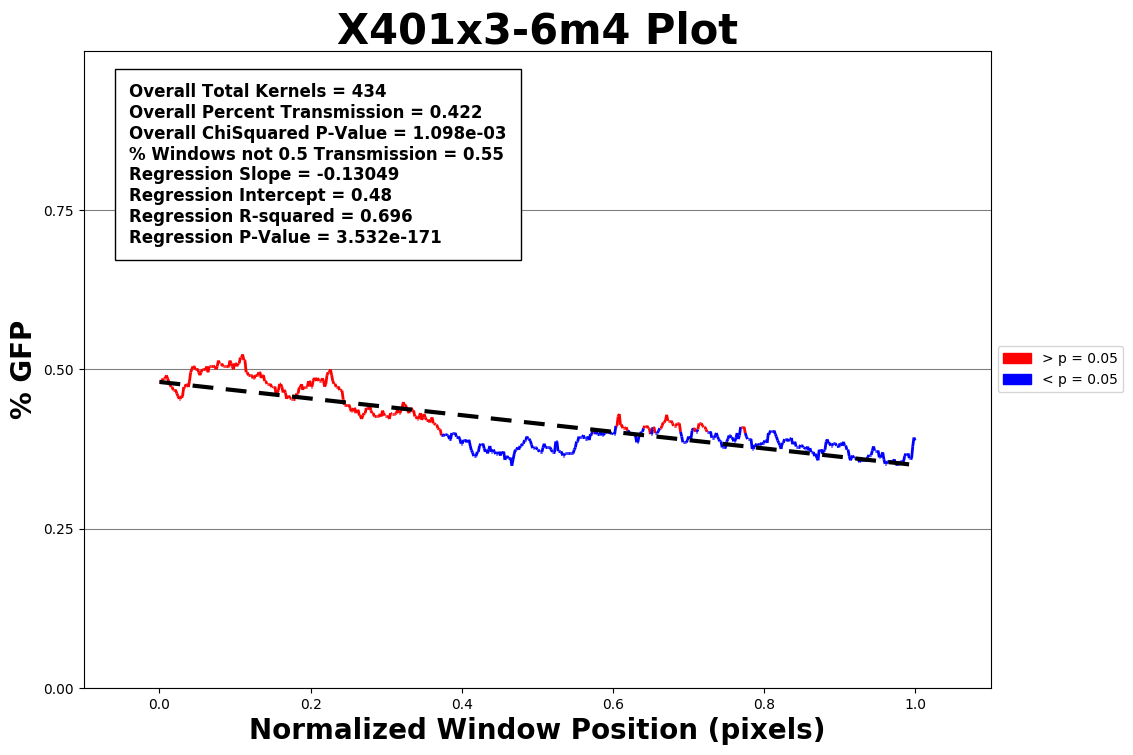 X401x3-6m4 Plot
Overall Total Kernels = 434
Overall Percent Transmission = 0.422
Overall ChiSquared P-Value = 1.098e-03
% Windows not 0.5 Transmission = 0.55
Regression Slope = -0.13049
Regression Intercept = 0.48
Regression R-squared = 0.696
Regression P-Value = 3.532e-171
% GFP
0.75
0.50
0.25
0.00
> p = 0.05
< p = 0.05
0.0 0.2 0.4 0.6 0.8 1.0
Normalized Window Position (pixels)